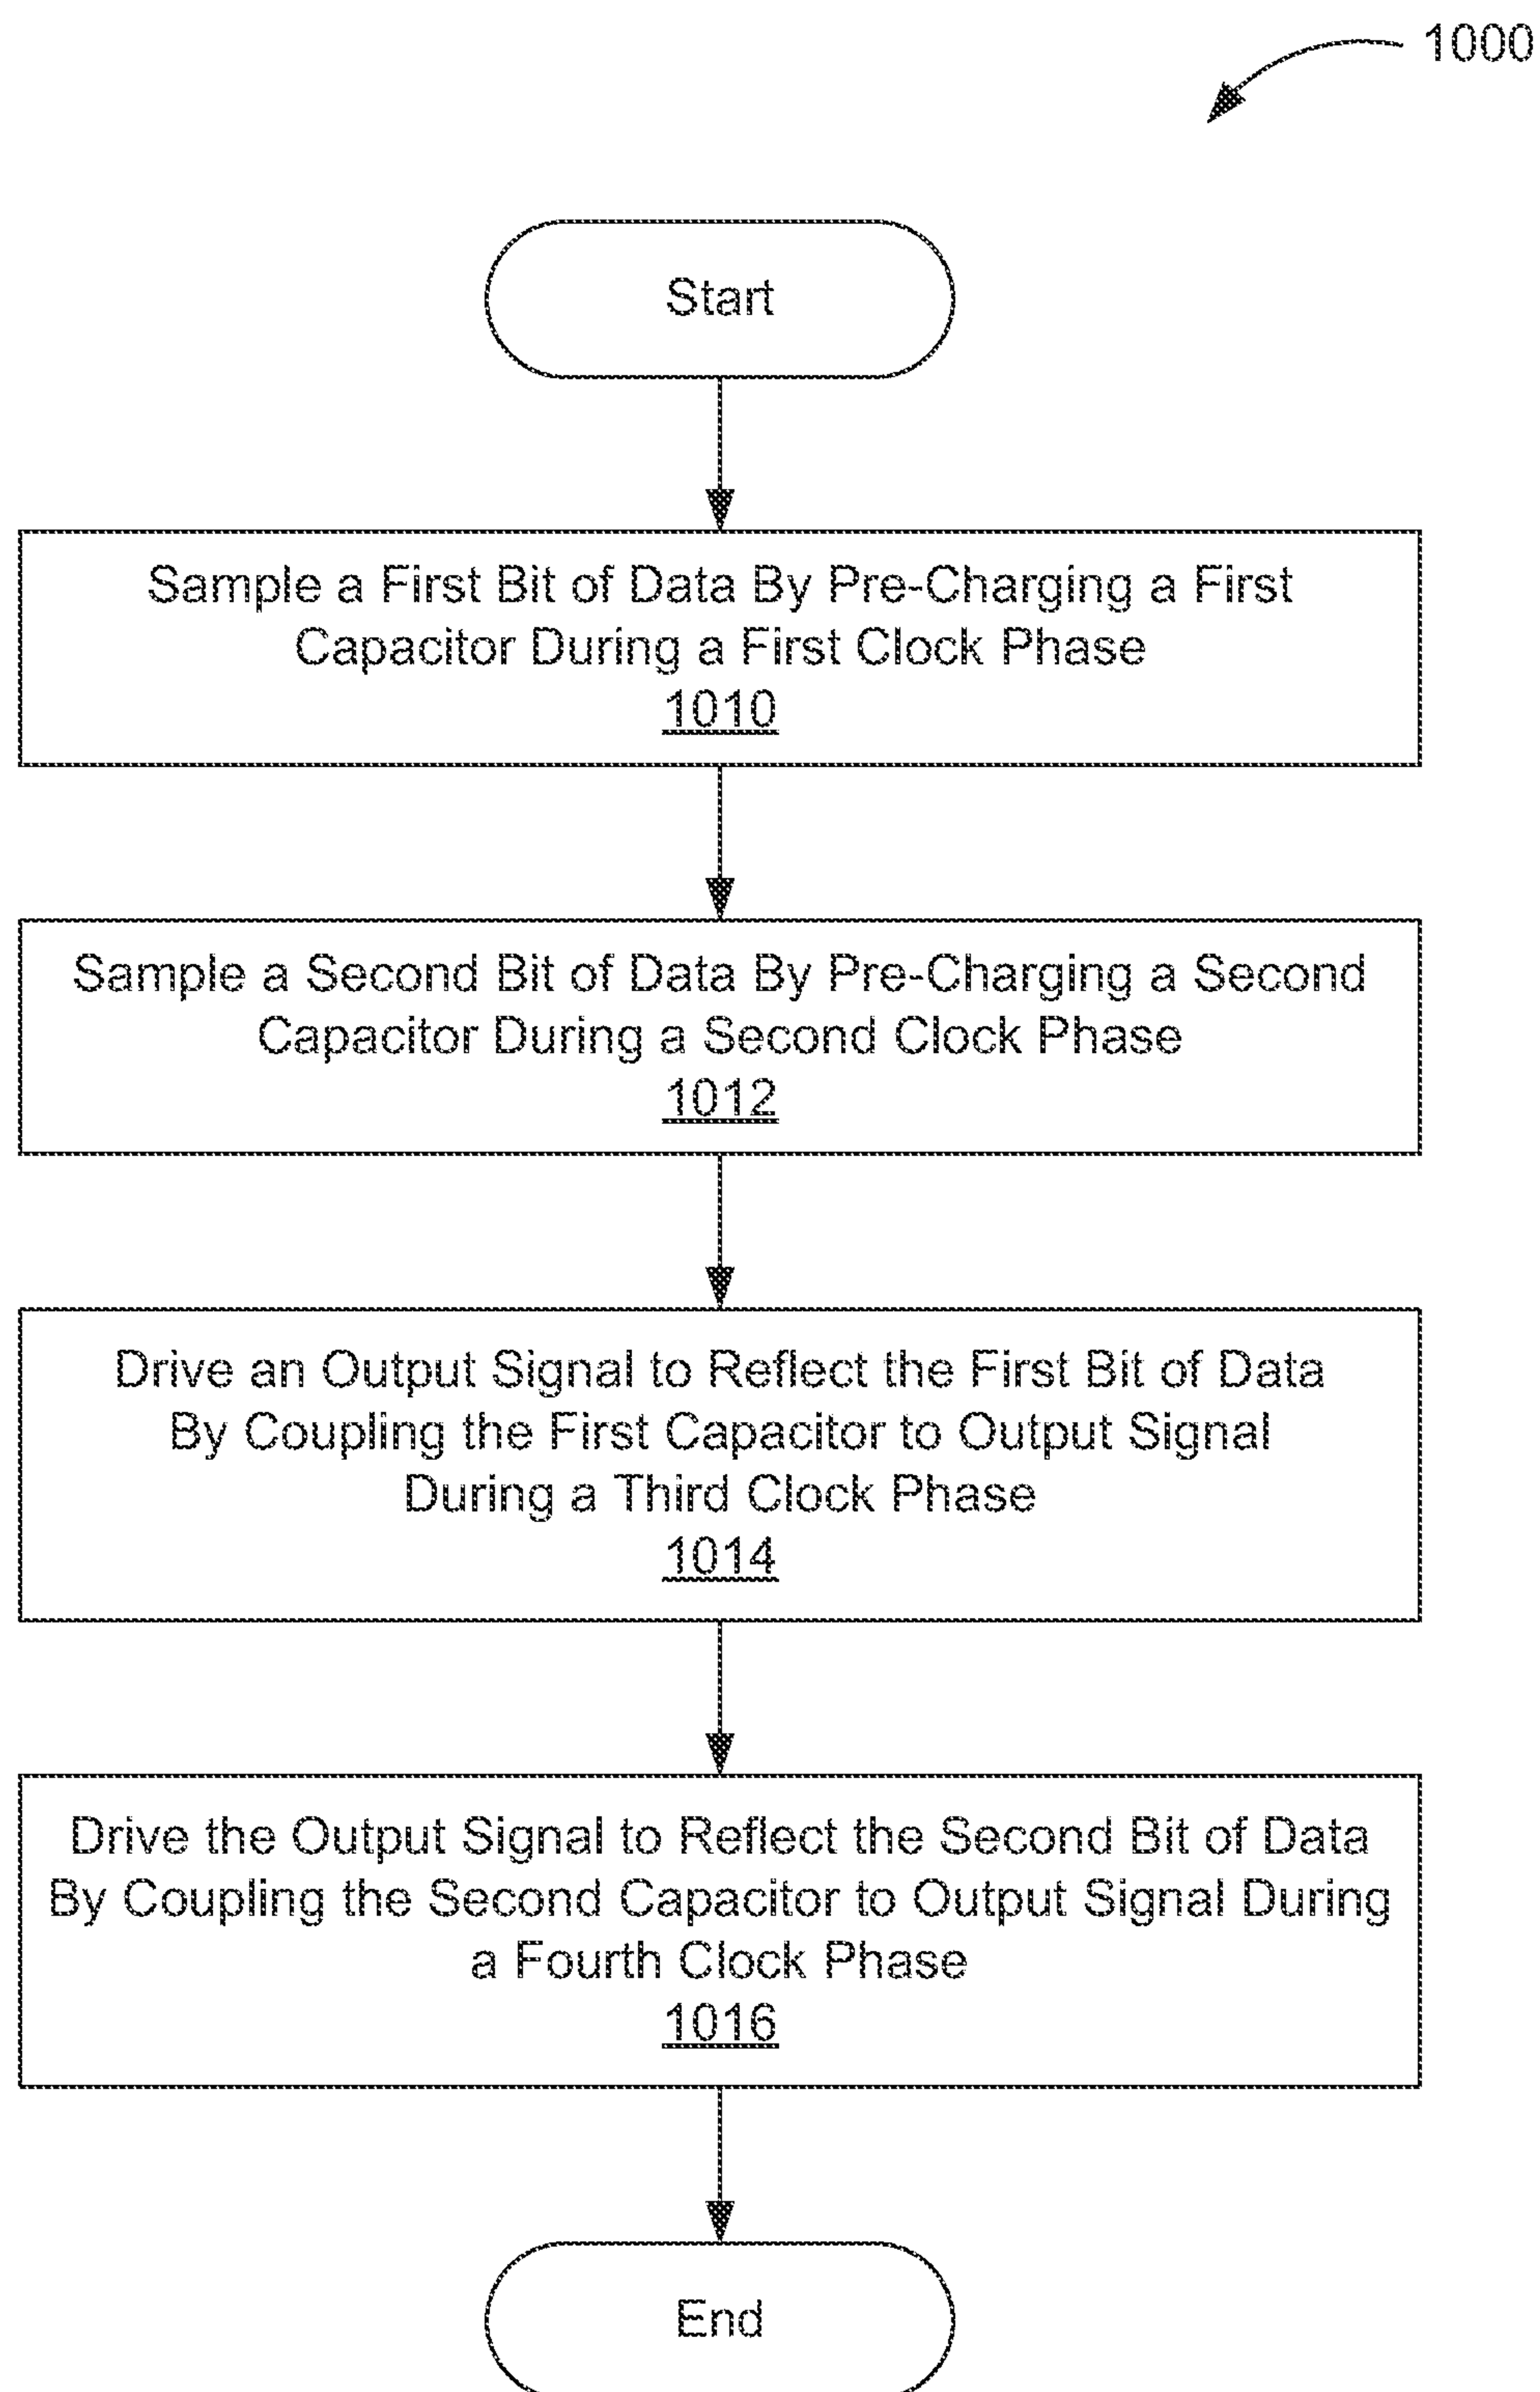 1000
Start
Sample a First Bit of Data By Pre-Charging a First
Capacitor During a First Clock Phase
1010
Sample a Second Bit of Data By Pre-Charging a Second
Capacitor During a Second Clock Phase
1012
Drive an Output Signal to Reflect the First Bit of Data
By Coupling the First Capacitor to Output Signal
During a Third Clock Phase
1014
Drive the Output Signal to Reflect the Second Bit of Data
By Coupling the Second Capacitor to Output Signal During
a Fourth Clock Phase
1016
End